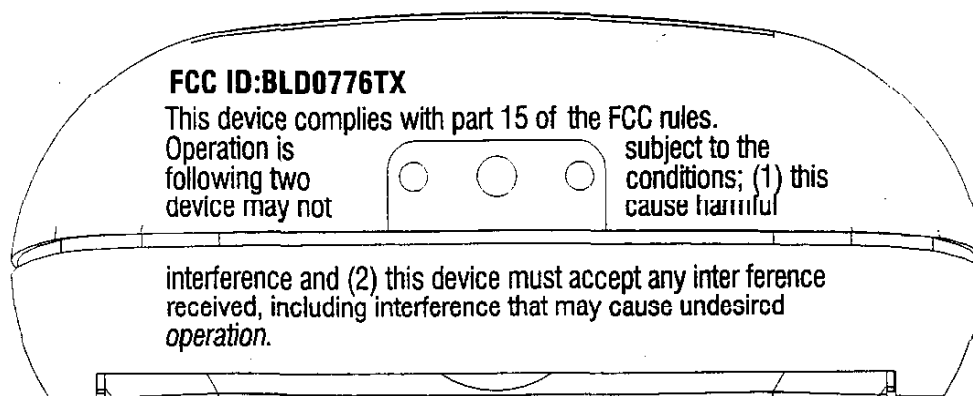 FCC ID:BLD0776TX
This device complies with part 15 of the FCC rules.
Operation is subject to the
following two conditions; (1) this
device may not cause harmful
interference and (2) this device must accept any inter ference
received, including interference that may cause undesired
operation.